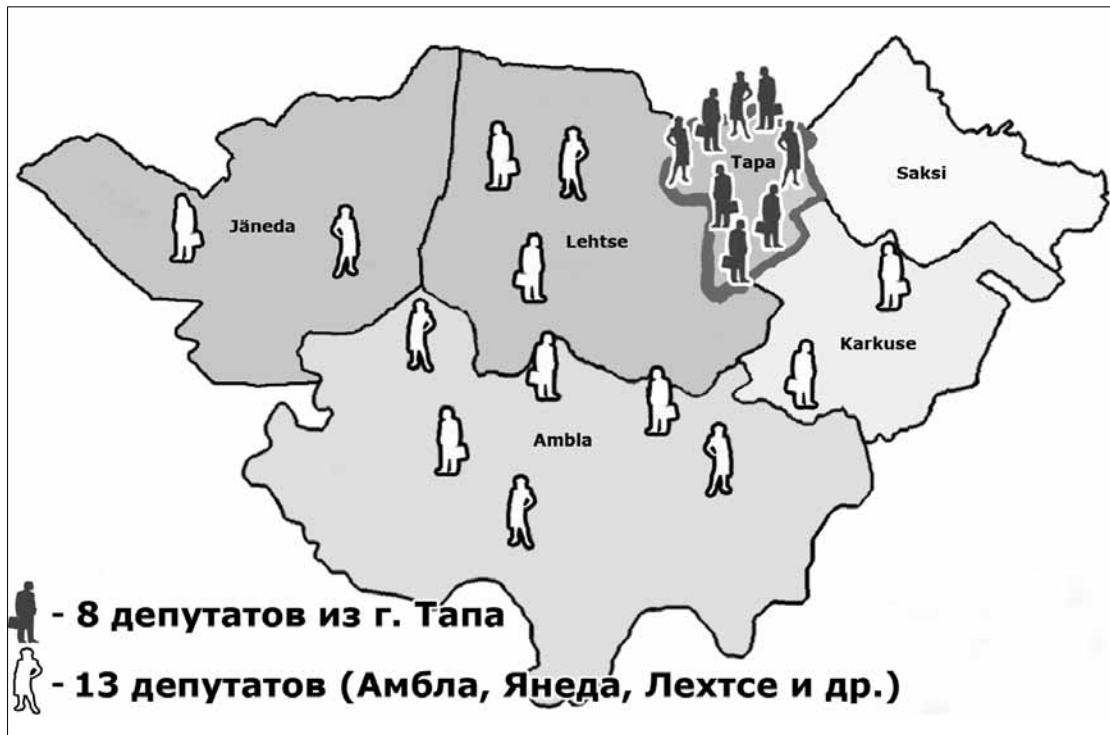 Tapa
Saksi
Jäneda
Lehtse
Karkuse
Ambla
- 8 депутатов из г. Тапа
- 13 депутатов (Амбла, Янеда, Лехтсе и др.)